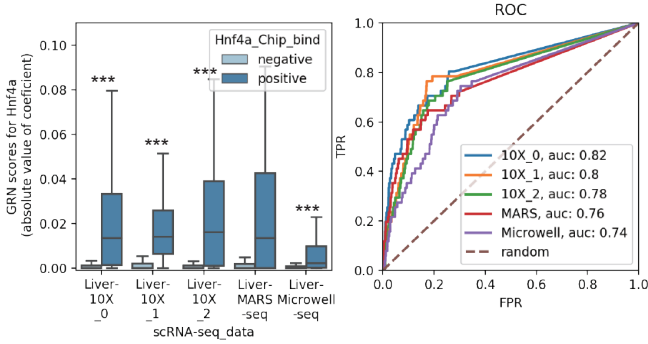 Hnf4a_Chip_bind
negative
positive
GRN scores for Hnf4a
(absolute value of coefficient)
0.10
0.08
0.06
0.04
0.02
0.00
***
***
***
***
Liver-
10X
_0
Liver-
10X
_1
Liver-
10X
_2
Liver-
MARS
-seq
Liver-
Microwell
-seq
scRNA-seq_data
ROC
TPR
1.0
0.8
0.6
0.4
0.2
0.0
10X_0, auc: 0.82
10X_1, auc: 0.8
10X_2, auc: 0.78
MARS, auc: 0.76
Microwell, auc: 0.74
random
0.0 0.2 0.4 0.6 0.8 1.0
FPR